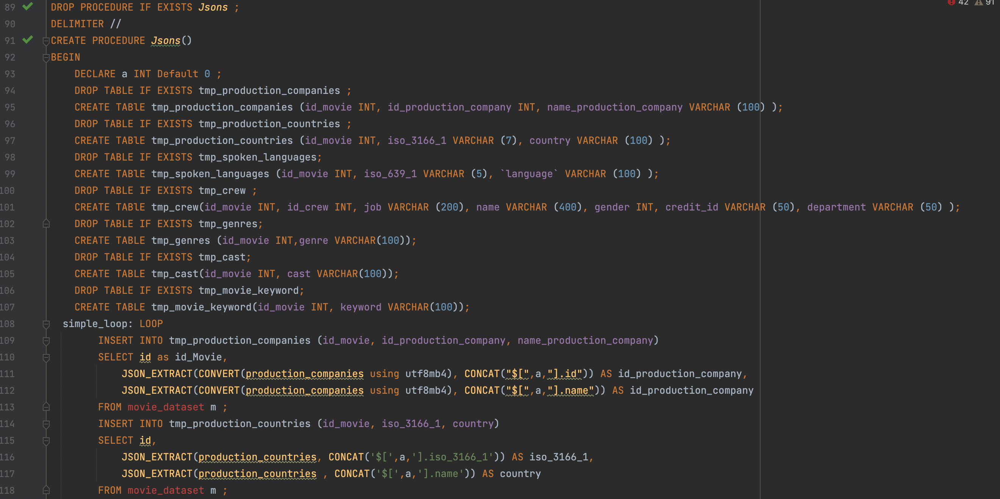 42 91
89 DROP PROCEDURE IF EXISTS Jsons ;
90 DELIMITER //
91 CREATE PROCEDURE Jsons()
92 BEGIN
93 DECLARE a INT Default 0 ;
94 DROP TABLE IF EXISTS tmp_production_companies ;
95 CREATE TABlE tmp_production_companies (id_movie INT, id_production_company INT, name_production_company VARCHAR (100) );
96 DROP TABLE IF EXISTS tmp_production_countries ;
97 CREATE TABlE tmp_production_countries (id_movie INT, iso_3166_1 VARCHAR (7), country VARCHAR (100) );
98 DROP TABLE IF EXISTS tmp_spoken_languages;
99 CREATE TABlE tmp_spoken_languages (id_movie INT, iso_639_1 VARCHAR (5), `language` VARCHAR (100) );
100 DROP TABLE IF EXISTS tmp_crew ;
101 CREATE TABlE tmp_crew(id_movie INT, id_crew INT, job VARCHAR (200), name VARCHAR (400), gender INT, credit_id VARCHAR (50), department VARCHAR (50) );
102 DROP TABLE IF EXISTS tmp_genres;
103 CREATE TABLE tmp_genres (id_movie INT,genre VARCHAR(100));
104 DROP TABLE IF EXISTS tmp_cast;
105 CREATE TABLE tmp_cast(id_movie INT, cast VARCHAR(100));
106 DROP TABLE IF EXISTS tmp_movie_keyword;
107 CREATE TABLE tmp_movie_keyword(id_movie INT, keyword VARCHAR(100));
108 simple_loop: LOOP
109 INSERT INTO tmp_production_companies (id_movie, id_production_company, name_production_company)
110 SELECT id as id_Movie,
111 JSON_EXTRACT(CONVERT(production_companies using utf8mb4), CONCAT("$[",a,"].id")) AS id_production_company,
112 JSON_EXTRACT(CONVERT(production_companies using utf8mb4), CONCAT("$[",a,"].name")) AS id_production_company
113 FROM movie_dataset m ;
114 INSERT INTO tmp_production_countries (id_movie, iso_3166_1, country)
115 SELECT id,
116 JSON_EXTRACT(production_countries, CONCAT('$[',a,'].iso_3166_1')) AS iso_3166_1,
117 JSON_EXTRACT(production_countries , CONCAT('$[',a,'].name')) AS country
118 FROM movie_dataset m ;